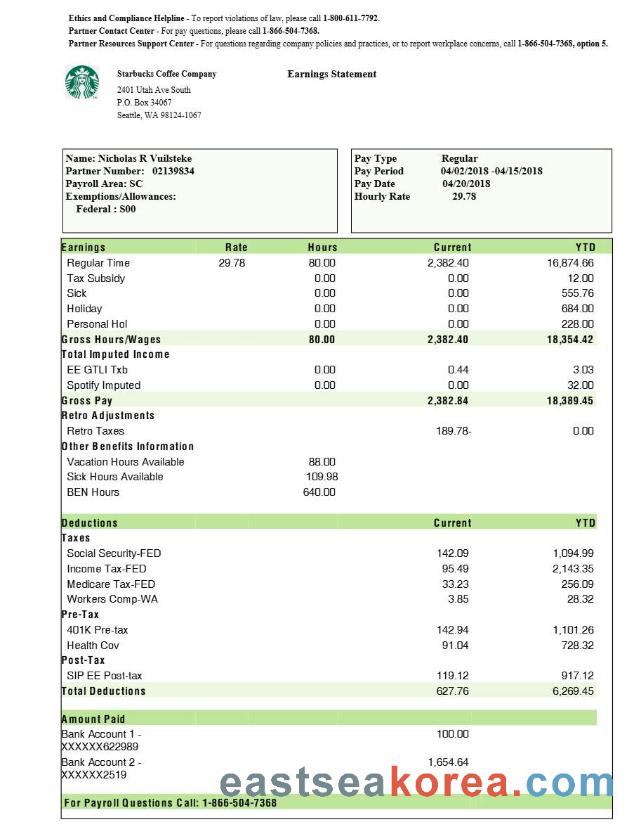 Ethics and Compliance Helpline - To report violations of law, please call 1-800-611-7792.
Partner Contact Center - For pay questions, please call 1-866-504-7368.
Partner Resources Support Center - For questions regarding company policies and practices, or to report workplace concerns, call 1-866-504-7368, option 5.
Starbucks Coffee Company Earnings Statement
2401 Utah Ave South
P.O. Box 34067
Seattle, WA 98124-1067
Name: Nicholas R Vuilsteke
Partner Number: 02139834
Payroll Area: SC
Exemptions/Allowances:
Federal : S00
Pay Type Regular
Pay Period 04/02/2018 -04/15/2018
Pay Date 04/20/2018
Hourly Rate 29.78
Earnings Rate Hours Current YTD
Regular Time 29.78 80.00 2,382.40 16,874.66
Tax Subsidy 0.00 0.00 12.00
Sick 0.00 0.00 555.76
Holiday 0.00 0.00 684.00
Personal Hol 0.00 0.00 228.00
Gross Hours/Wages 80.00 2,382.40 18,354.42
Total Imputed Income
EE GTLI Txb 0.00 0.44 3.03
Spotify Imputed 0.00 0.00 32.00
Gross Pay 2,382.84 18,389.45
Retro Adjustments
Retro Taxes 189.78- 0.00
Other Benefits Information
Vacation Hours Available 88.00
Sick Hours Available 109.98
BEN Hours 640.00
Deductions Current YTD
Taxes
Social Security-FED 142.09 1,094.99
Income Tax-FED 95.49 2,143.35
Medicare Tax-FED 33.23 256.09
Workers Comp-WA 3.85 28.32
Pre-Tax
401K Pre-tax 142.94 1,101.26
Health Cov 91.04 728.32
Post-Tax
SIP EE Post-tax 119.12 917.12
Total Deductions 627.76 6,269.45
Amount Paid
Bank Account 1 - 100.00
XXXXXX622989
Bank Account 2 - 1,654.64
XXXXXX2519
eastseakorea.com
For Payroll Questions Call: 1-866-504-7368